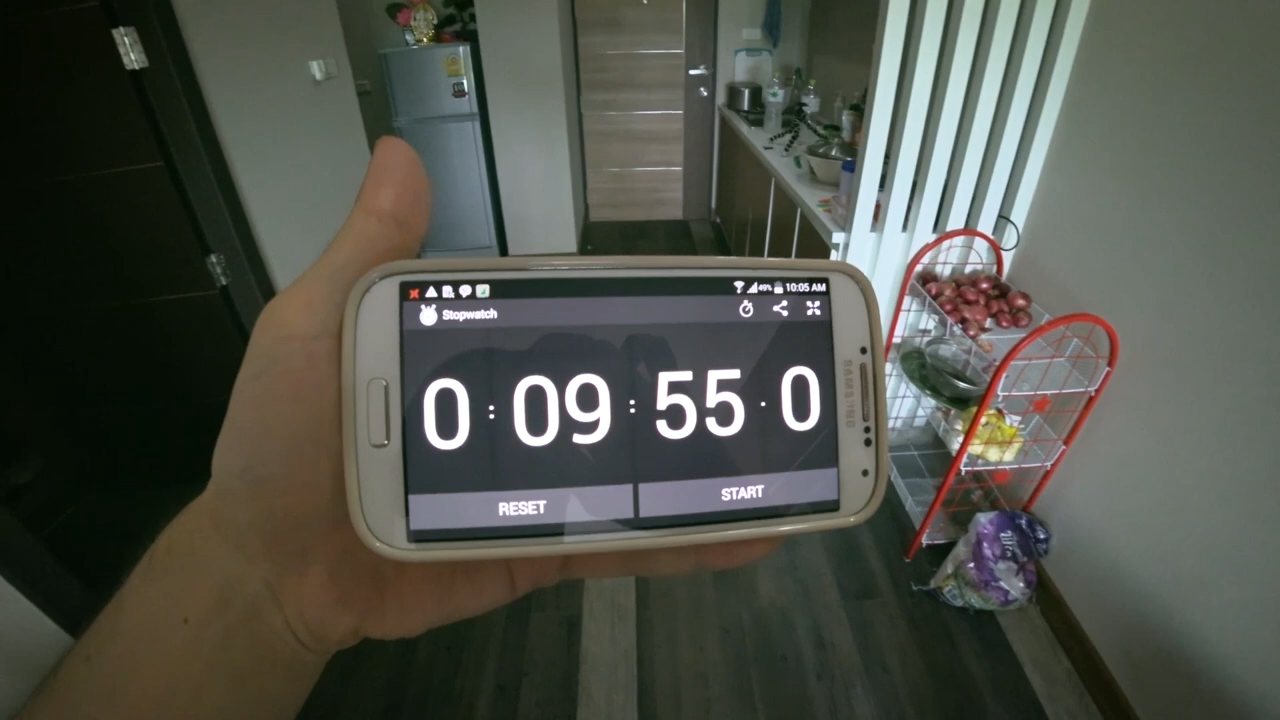 49% 10:05 AM
Stopwatch
0 : 09 : 55 . 0
RESET START
SAMSUNG